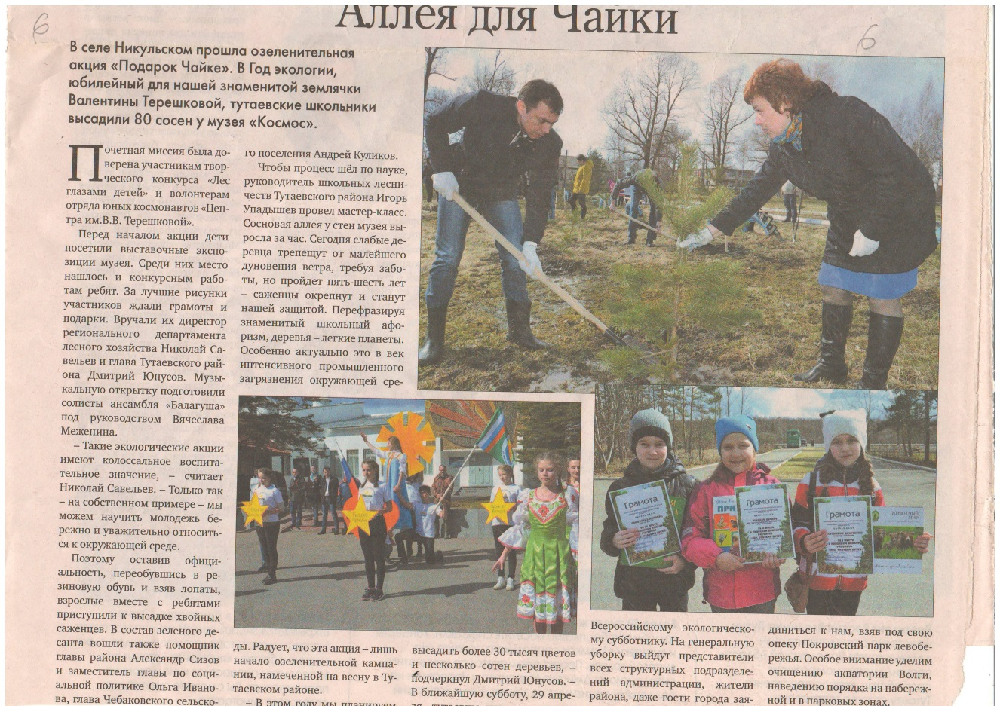 6
6
Аллея для Чайки
В селе Никульском прошла озеленительная
акция «Подарок Чайке». В Год экологии,
юбилейный для нашей знаменитой землячки
Валентины Терешковой, тутаевские школьники
высадили 80 сосен у музея «Космос».
Почетная миссия была до-
верена участникам твор-
ческого конкурса «Лес
глазами детей» и волонтерам
отряда юных космонавтов «Цен-
тра им.В.В. Терешковой».
Перед началом акции дети
посетили выставочные экспо-
зиции музея. Среди них место
нашлось и конкурсным рабо-
там ребят. За лучшие рисунки
участников ждали грамоты и
подарки. Вручали их директор
регионального департамента
лесного хозяйства Николай Са-
вельев и глава Тутаевского рай-
она Дмитрий Юнусов. Музы-
кальную открытку подготовили
солисты ансамбля «Балагуша»
под руководством Вячеслава
Меженина.
– Такие экологические акции
имеют колоссальное воспита-
тельное значение, – считает
Николай Савельев. – Только так
– на собственном примере – мы
можем научить молодежь бе-
режно и уважительно относить-
ся к окружающей среде.
Поэтому оставив офици-
альность, переобувшись в ре-
зиновую обувь и взяв лопаты,
взрослые вместе с ребятами
приступили к высадке хвойных
саженцев. В состав зеленого де-
санта вошли также помощник
главы района Александр Сизов
и заместитель главы по соци-
альной политике Ольга Ивано-
ва, глава Чебаковского сельско-
го поселения Андрей Куликов.
Чтобы процесс шёл по науке,
руководитель школьных лесни-
честв Тутаевского района Игорь
Упадышев провел мастер-класс.
Сосновая аллея у стен музея вы-
росла за час. Сегодня слабые де-
ревца трепещут от малейшего
дуновения ветра, требуя забо-
ты, но пройдет пять-шесть лет
– саженцы окрепнут и станут
нашей защитой. Перефразируя
знаменитый школьный афо-
ризм, деревья – легкие планеты.
Особенно актуально это в век
интенсивного промышленного
загрязнения окружающей сре-
ды. Радует, что эта акция – лишь
начало озеленительной кампа-
нии, намеченной на весну в Ту-
таевском районе.
– В этом году мы планируем
высадить более 30 тысяч цветов
и несколько сотен деревьев, –
подчеркнул Дмитрий Юнусов. –
В ближайшую субботу, 29 апре-
Всероссийскому экологическо-
му субботнику. На генеральную
уборку выйдут представители
всех структурных подразделе-
ний администрации, жители
района, даже гости города зая-
диниться к нам, взяв под свою
опеку Покровский парк левобе-
режья. Особое внимание уделим
очищению акватории Волги,
наведению порядка на набереж-
ной и в парковых зонах.
Грамота
Грамота
Грамота
ПРИ